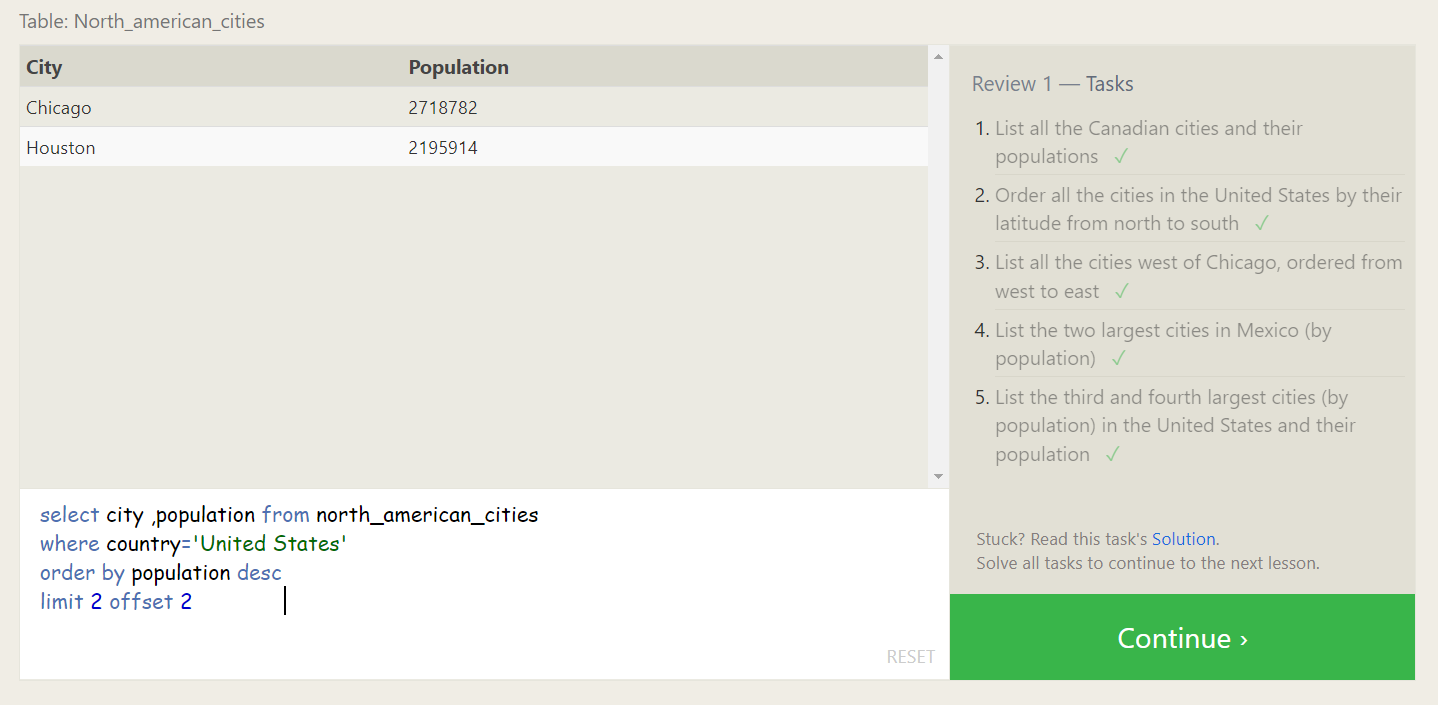 Table: North_american_cities
City Population
Chicago 2718782
Houston 2195914
select city ,population from north_american_cities
where country='United States'
order by population desc
limit 2 offset 2
RESET
Review 1 — Tasks
1. List all the Canadian cities and their
populations ✓
2. Order all the cities in the United States by their
latitude from north to south ✓
3. List all the cities west of Chicago, ordered from
west to east ✓
4. List the two largest cities in Mexico (by
population) ✓
5. List the third and fourth largest cities (by
population) in the United States and their
population ✓
Stuck? Read this task's Solution.
Solve all tasks to continue to the next lesson.
Continue ›